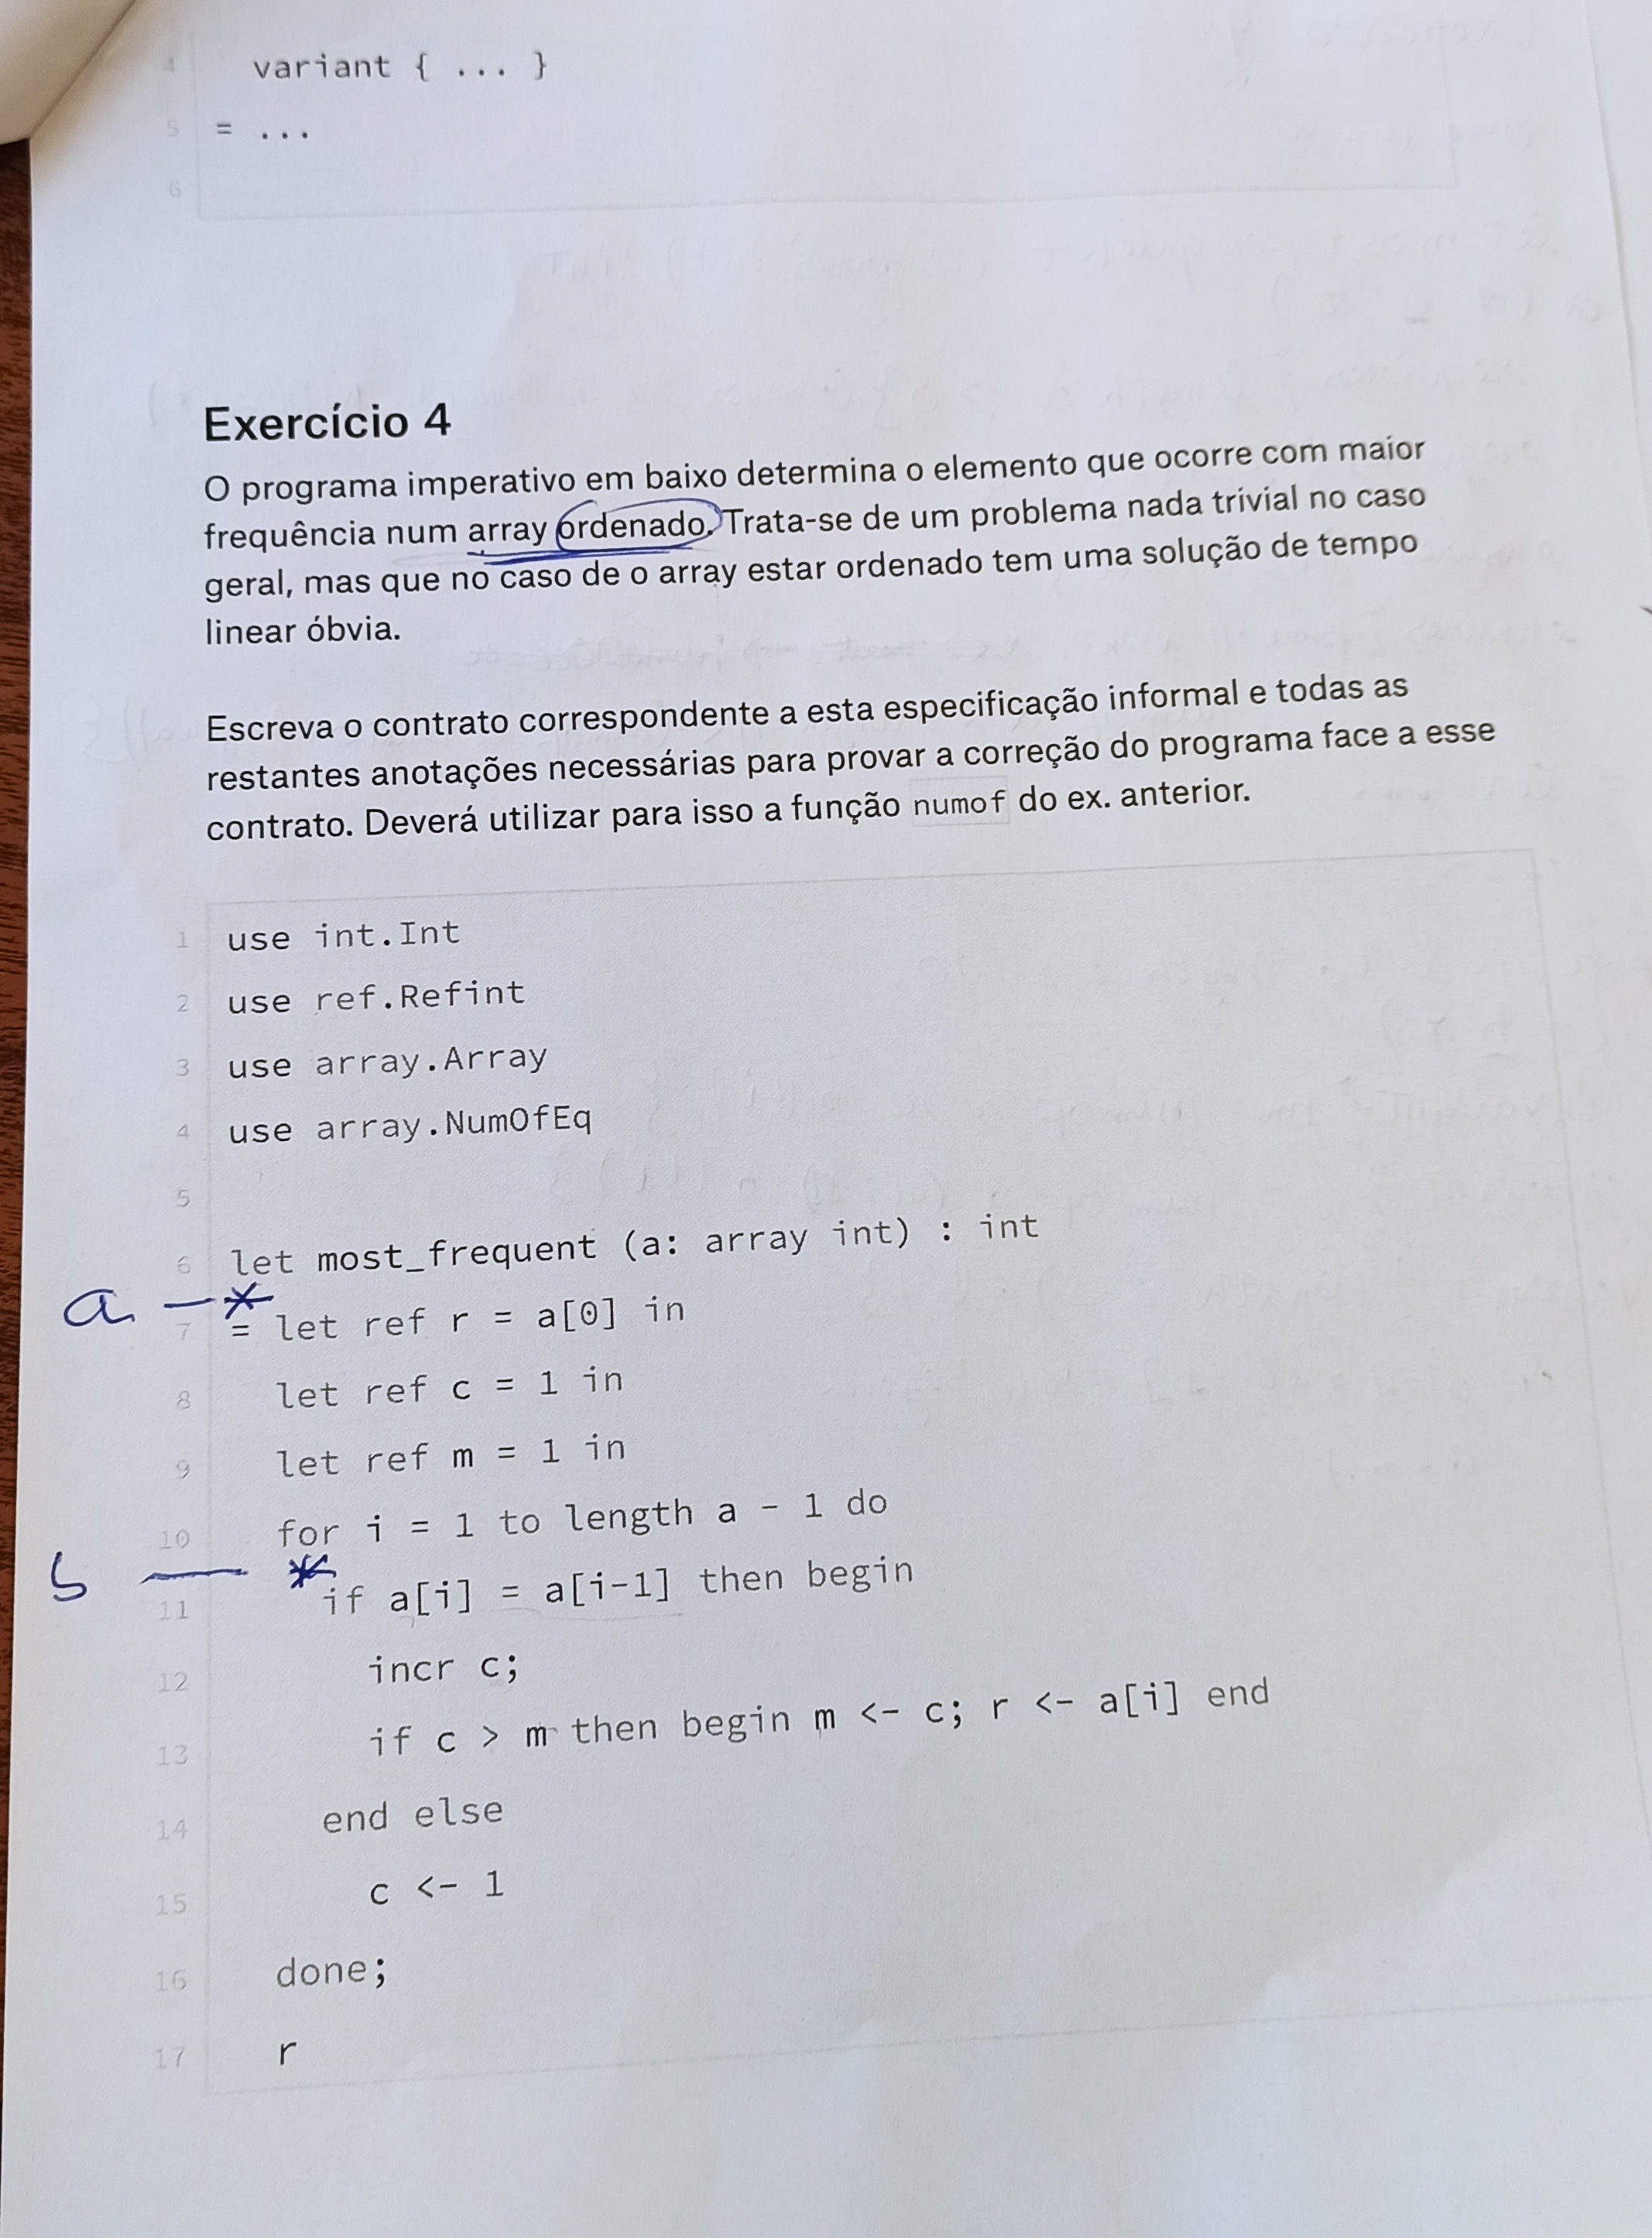 4 variant { ... }
5 = ...
6
Exercício 4
O programa imperativo em baixo determina o elemento que ocorre com maior
frequência num array ordenado. Trata-se de um problema nada trivial no caso
geral, mas que no caso de o array estar ordenado tem uma solução de tempo
linear óbvia.
Escreva o contrato correspondente a esta especificação informal e todas as
restantes anotações necessárias para provar a correção do programa face a esse
contrato. Deverá utilizar para isso a função numof do ex. anterior.
1 use int.Int
2 use ref.Refint
3 use array.Array
4 use array.NumOfEq
5
6 let most_frequent (a: array int) : int
a — *
7 = let ref r = a[0] in
8 let ref c = 1 in
9 let ref m = 1 in
10 for i = 1 to length a - 1 do
b — *
11 if a[i] = a[i-1] then begin
12 incr c;
13 if c > m then begin m <- c; r <- a[i] end
14 end else
15 c <- 1
16 done;
17 r